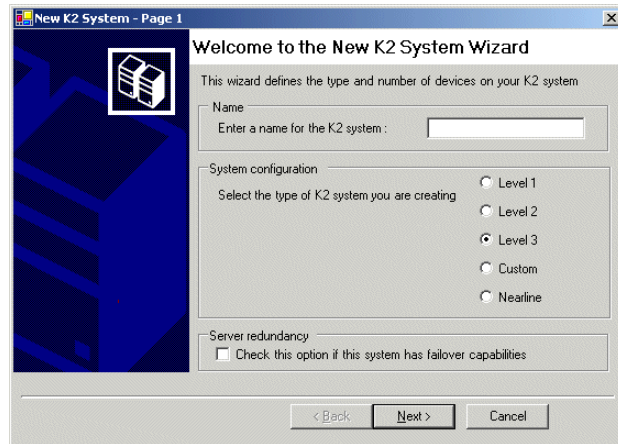 New K2 System - Page 1
Welcome to the New K2 System Wizard
This wizard defines the type and number of devices on your K2 system
Name
Enter a name for the K2 system :
System configuration
Select the type of K2 system you are creating
Level 1
Level 2
Level 3
Custom
Nearline
Server redundancy
Check this option if this system has failover capabilities
< Back
Next >
Cancel